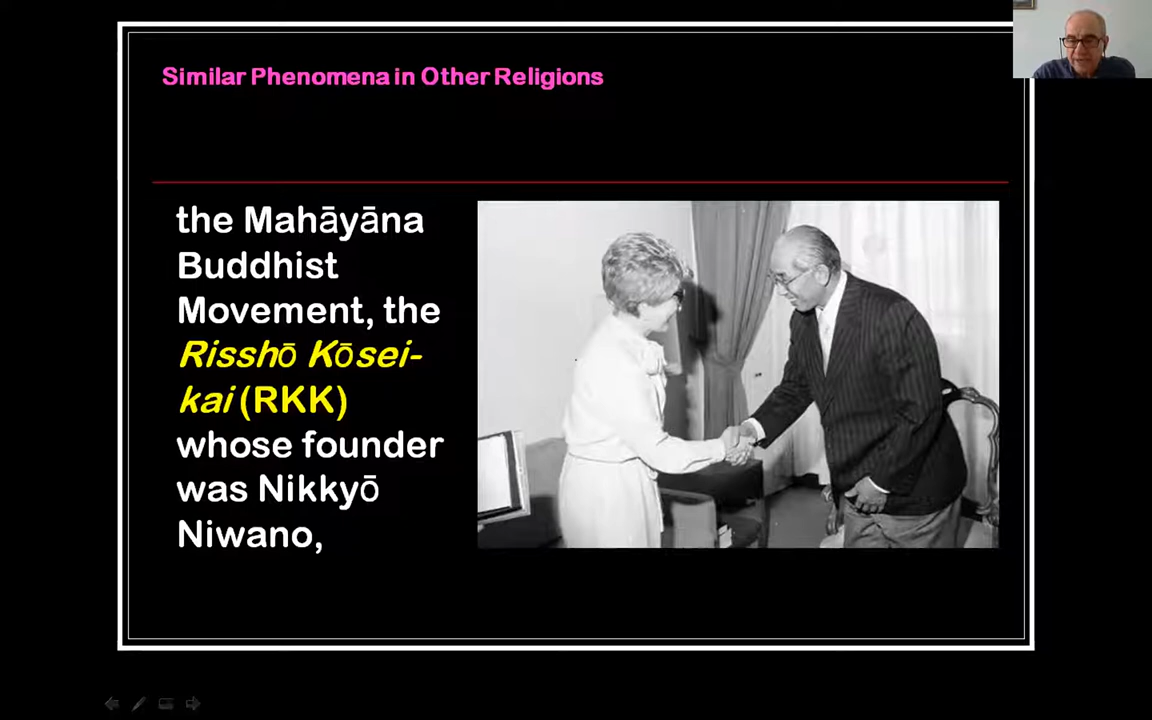 Similar Phenomena in Other Religions
the Mahāyāna
Buddhist
Movement, the
Risshō Kōsei-
kai (RKK)
whose founder
was Nikkyō
Niwano,